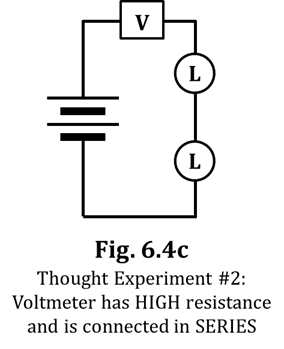 V
L
L
Fig. 6.4c
Thought Experiment #2:
Voltmeter has HIGH resistance
and is connected in SERIES